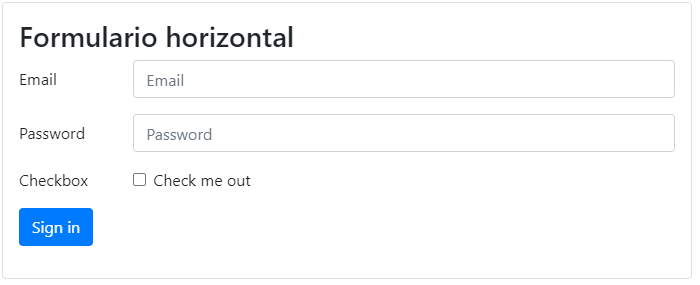 Formulario horizontal
Email Email
Password Password
Checkbox Check me out
Sign in